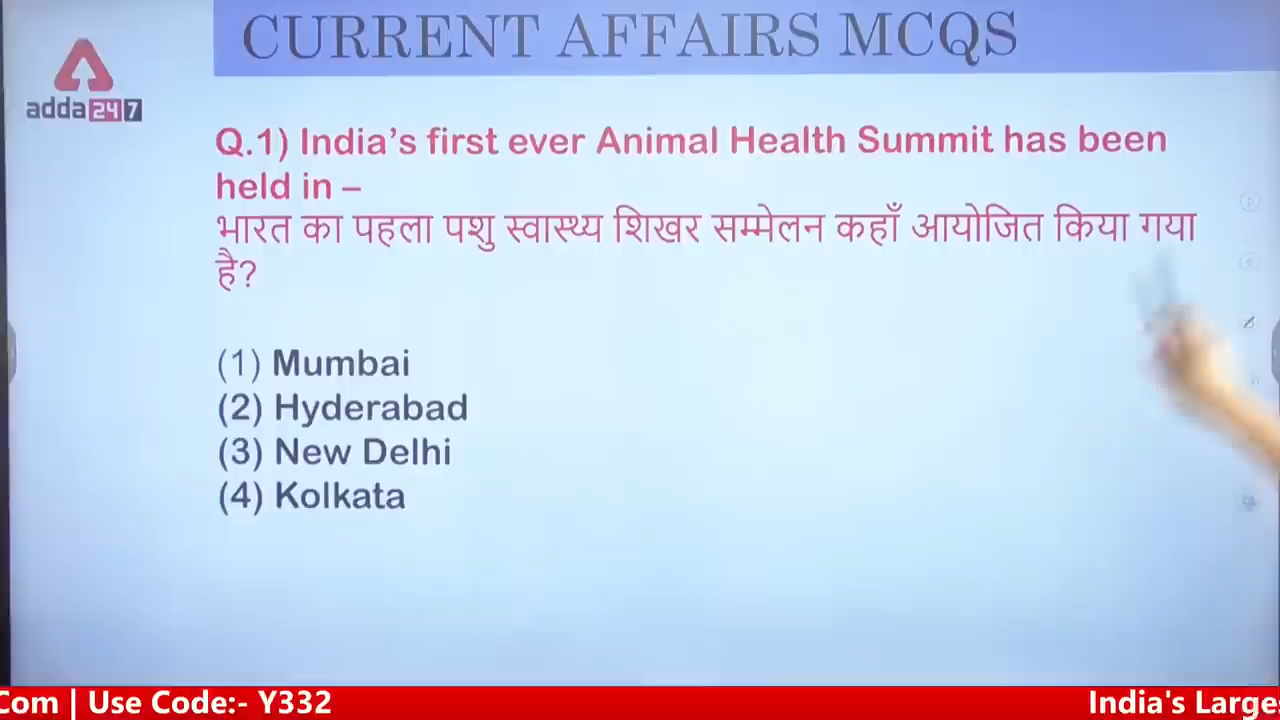 CURRENT AFFAIRS MCQS
adda247
Q.1) India’s first ever Animal Health Summit has been
held in –
भारत का पहला पशु स्वास्थ्य शिखर सम्मेलन कहाँ आयोजित किया गया
है?
(1) Mumbai
(2) Hyderabad
(3) New Delhi
(4) Kolkata
Com | Use Code:- Y332
India's Large